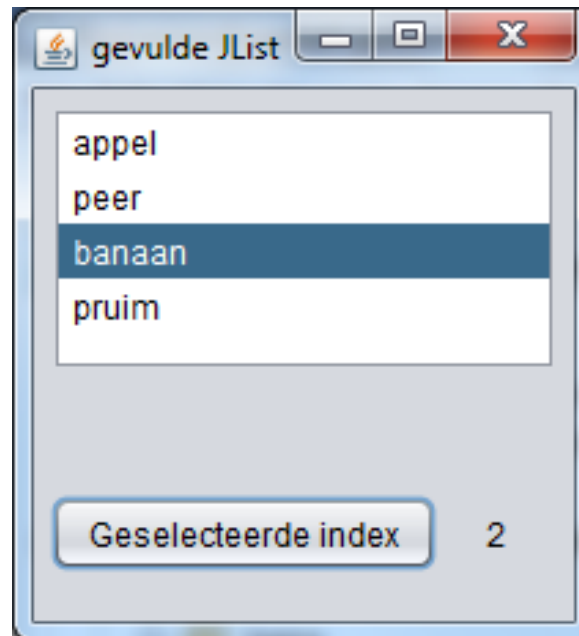 gevulde JList
appel
peer
banaan
pruim
Geselecteerde index 2